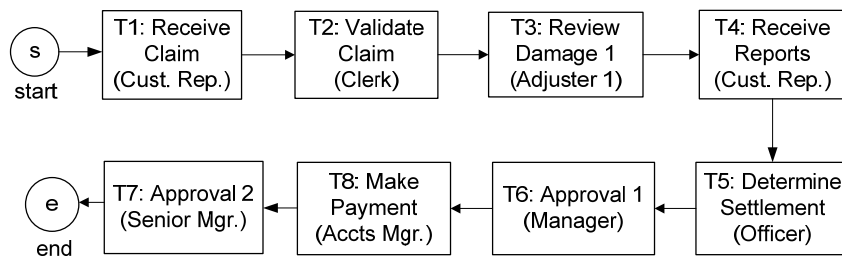 s
start
T1: Receive
Claim
(Cust. Rep.)
T2: Validate
Claim
(Clerk)
T3: Review
Damage 1
(Adjuster 1)
T4: Receive
Reports
(Cust. Rep.)
T5: Determine
Settlement
(Officer)
T6: Approval 1
(Manager)
T8: Make
Payment
(Accts Mgr.)
T7: Approval 2
(Senior Mgr.)
e
end